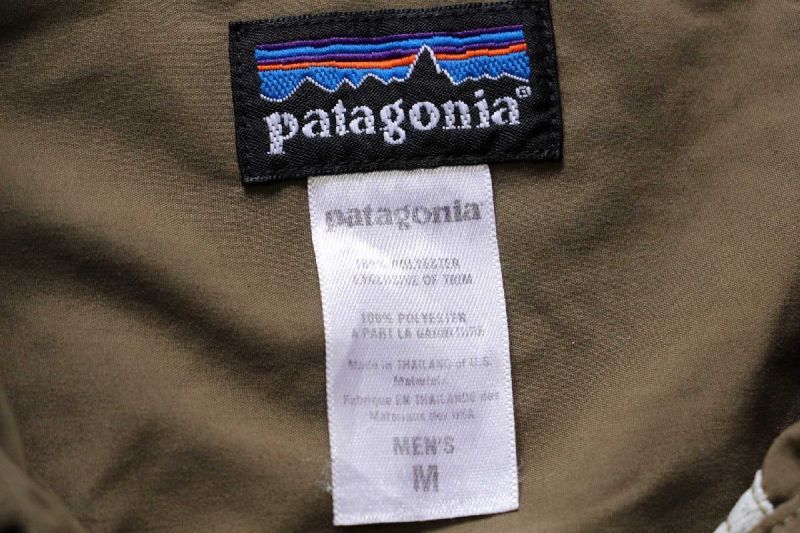 patagonia®
patagonia
100% POLYESTER
EXCLUSIVE OF TRIM
100% POLYESTER
A PART LA GARNITURE
Made in THAILAND of U.S.
Materials
Fabrique EN THAILANDE des
Materiaux des USA
MEN'S
M